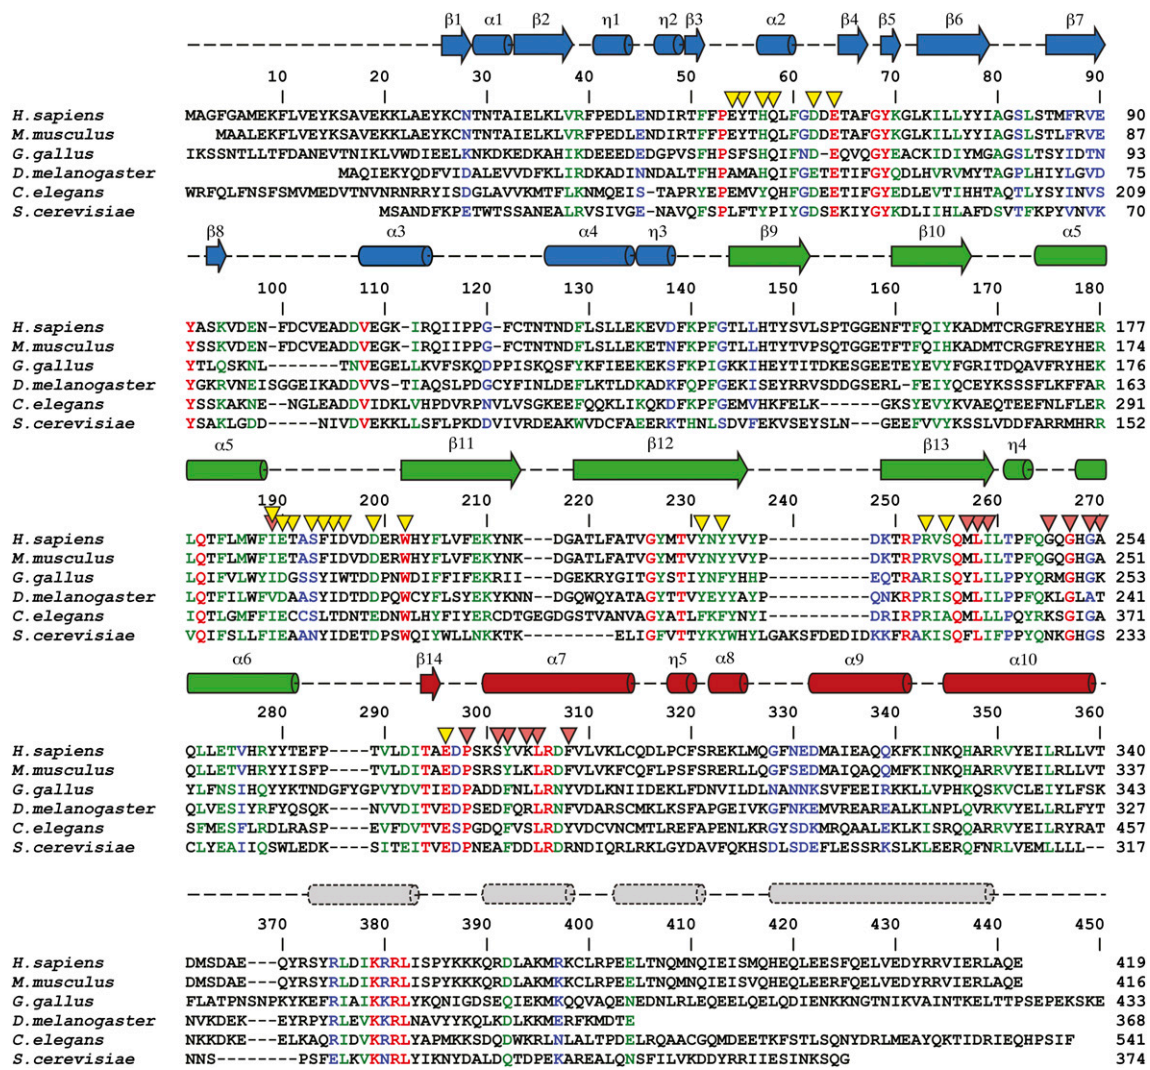 β1 α1 β2 η1 η2 β3 α2 β4 β5 β6 β7
10 20 30 40 50 60 70 80 90
H.sapiens MAGFGAMEKFLVEYKSAVEKKLAEYKCNTNTAIELKLVRFPEDLENDIRTFFPEYTHQLFGDDETAFGYKGLKILLYYIAGSLSTMFRVE 90
M.musculus MAALEKFLVEYKSAVEKKLAEYKCNTNTAIELKLVRFPEDLENDIRTFFPEYTHQLFGDDETAFGYKGLKILLYYIAGSLSTLFRVE 87
G.gallus IKSSNTLLTFDANEVTNIKLVWDIEELKNKDKEDKAHIKDEEEDEDGPVSFHPSFSHQIFND-EQVQGYEACKIDIYMGAGSLTSYIDTN 93
D.melanogaster MAQIEKYQDFVIDALEVVDFKLIRDKADINNDALTFHPAMAHQIFGETETIFGYQDLHVRVMYTAGPLHIYLGVD 75
C.elegans WRFQLFNSFSMVMEDVTNVNRNRRYISDGLAVVKMTFLKNMQEIS-TAPRYEPEMVYQHFGDEETIFGYEDLEVTIHHTAQTLYSYINVS 209
S.cerevisiae MSANDFKPETWTSSANEALRVSIVGE-NAVQFSPLFTYPIYGDSEKIYGYKDLIIHLAFDSVTFKPYVNVK 70
β8 α3 α4 η3 β9 β10 α5
100 110 120 130 140 150 160 170 180
H.sapiens YASKVDEN-FDCVEADDVEGK-IRQIIPPG-FCTNTNDFLSLLEKEVDFKPFGTLLHTYSVLSPTGGENFTFQIYKADMTCRGFREYHER 177
M.musculus YSSKVDEN-FDCVEADDVEGK-IRQIIPPG-FCTNTNDFLSLLEKETNFKPFGTLLHTYTVPSQTGGETFTFQIHKADMTCRGFREYHER 174
G.gallus YTLQSKNL------TNVEGELLKVFSKQDPPISKQSFYKFIEEKEKSFKPIGKKIHEYTITDKESGEETYEVYFGRITDQAVFRYHER 176
D.melanogaster YGKRVNEISGGEIKADDVVS-TIAQSLPDGCYFINLDEFLKTLDKADKFQPFGEKISEYRRVSDDGSERL-FEIYQCEYKSSSFLKFFAR 163
C.elegans YSSKAKNE-NGLEADDVIDKLVHPDVRPNVLVSGKEEFQQKLIKQKDFKPFGEMVHKFELK------GKSYEVYKVAEQTEEFNLFLER 291
S.cerevisiae YSAKLGDD-----NIVDVEKKLLSFLPKDDVIVRDEAKWVDCFAEERKTHNLSDVFEKVSEYSLN---GEEFVVYKSSLVDDFARRMHRR 152
α5 β11 β12 β13 η4
190 200 210 220 230 240 250 260 270
H.sapiens LQTFLMWFIETASFIDVDDERWHYFLVFEKYNK----DGATLFATVGYMTVYNYYVYP----------DKTRPRVSQMLILTPFQGQGHGA 254
M.musculus LQTFLMWFIETASFIDVDDERWHYFLVFEKYNK----DGATLFATVGYMTVYNYYVYP----------DKTRPRVSQMLILTPFQGQGHGA 251
G.gallus LQIFVLWYIDGSSYIWTDDPNWDIFFIFEKRII----DGEKRYGITGYSTIYNFYHHP----------EQTRARISQMLILPPYQRMGHGK 253
D.melanogaster LQTFILWFVDAASYIDTDDPQWCYFLSYEKYKNN---DGQWQYATAGTYTLVYEYYAYP----------QNKRPRISQMLILPPFQKLGLAT 241
C.elegans IQTLGMFFIECCSLTDNTEDNWLHYFIYERCDTGEGDGSTVANVAGYATLFKFYNYI----------DRIRPRISQMLLLPQYRKSGIGA 371
S.cerevisiae VQIFSLLFIEAANYIDETDPSWQIYWLLNKKTK---------ELIGFVTTYKYWHYLGAKSFDEDIDKKFRAKISQFLIFPPYQNKGHGS 233
α6 β14 α7 η5 α8 α9 α10
280 290 300 310 320 330 340 350 360
H.sapiens QLLETVHRYYTEFP----TVLDITAEDPSKSYVKLRDFVLVKLCQDLPCFSREKLMQGFNEDMAIEAQQKFKINKQHARRVYEILRLLVT 340
M.musculus QLLETVHRYYISFP----TVLDITAEDPSRSYLKLRDFVLVKFCQFLPSFSRERLLQGFSEDMAIQAQQMFKINKQHARRVYEILRLLVT 337
G.gallus YLFNSIHQYYKTNDGFYGPVYDVTIEDPADDFNLLRNYVDLKNIIDEKLFDNVILDLNANNKSVFEEIRKKLLVPHKQSKVCLEIYLFSK 343
D.melanogaster QLVESIYRFYQSQK----NVVDITVEDPSEDFQRLRNFVDARSCMKLKSFAPGEIVKGFNKEMVREAREALKLNPLQVRKVYELLRLFYT 327
C.elegans SFMESFLRDLRASP----EVFDVTVESPGDQFVSLRDYVDCVNCMTLREFAPENLKRGYSDKMRQAALEKLKISRQQARRVYEILRYRAT 457
S.cerevisiae CLYEAIIQSWLEDK----SITEITVEDPNEAFDDLRDRNDIQRLRKLGYDAVFQKHSDLSDEFLESSRKSLKLEERQFNRLVEMLLLL-- 317
370 380 390 400 410 420 430 440 450
H.sapiens DMSDAE---QYRSYRLDIKRRLISPYKKKQRDLAKMRKCLRPEELTNQMNQIEISMQHEQLEESFQELVEDYRRVIERLAQE 419
M.musculus DMSDAE---QYRSYRLDIKRRLISPYKKKQRDLAKMKKCLRPEELTNQMNQIEISVQHEQLEERFQELVEDYRRVIERLAQE 416
G.gallus FLATPNSNPKYKEFRIAIKKRLYKQNIGDSEQIEKMKQQVAQENEDNLRLEQEELQELQDIENKKNGTNIKVAINTKELTTPSEPEKSKE 433
D.melanogaster NVKDEK---EYRPYRLEVKKRLNAVYYKQLKDLKKMERFKMDTE 368
C.elegans NKKDKE---ELKAQRIDVKRRLYAPMKKSDQDWKRLNLALTPDELRQAACGQMDEETKFSTLSQNYDRLMEAYQKTIDRIEQHPSIF 541
S.cerevisiae NNS--------PSFELKVKNRLYIKNYDALDQTDPEKAREALQNSFILVKDDYRRIIESINKSQG 374